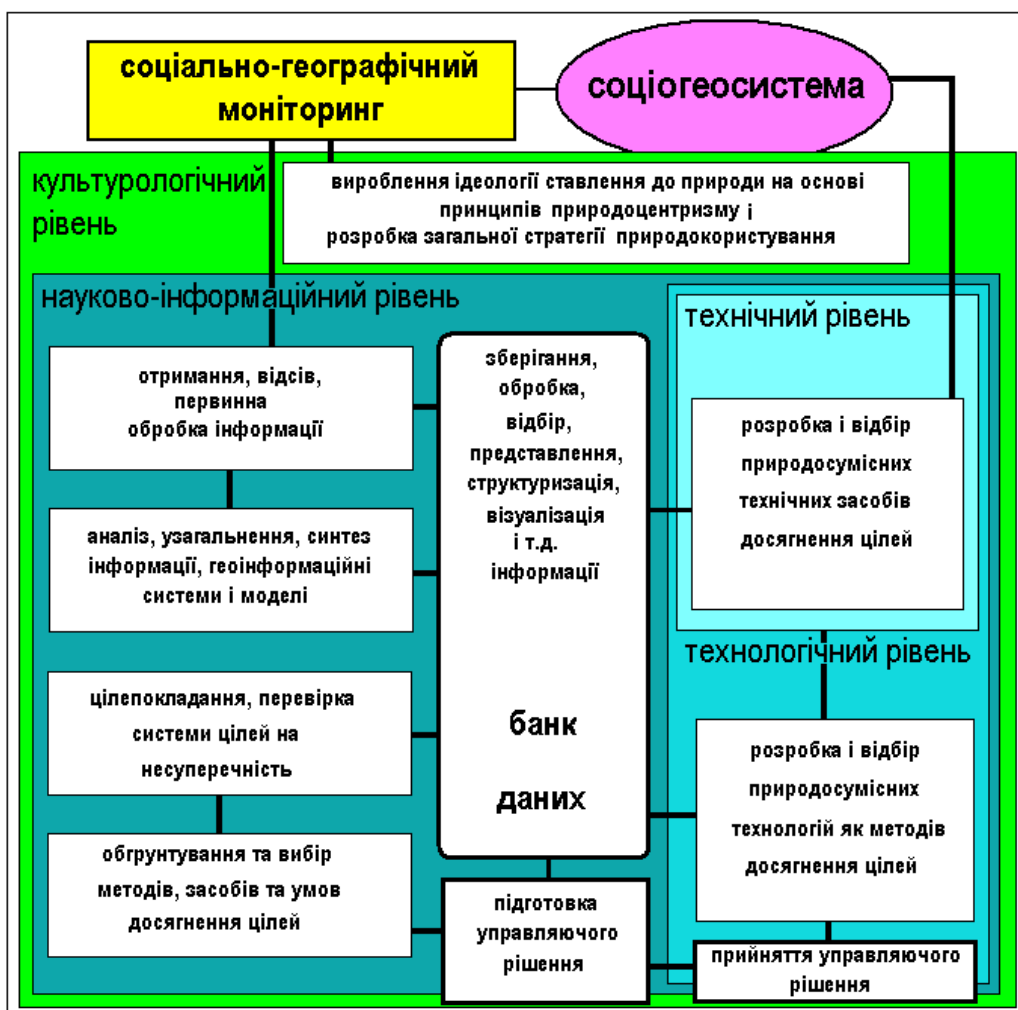 соціально-географічний
моніторинг
соціогеосистема
культурологічний
рівень
вироблення ідеології ставлення до природи на основі
принципів природоцентризму і
розробка загальної стратегії природокористування
науково-інформаційний рівень
отримання, відсів,
первинна
обробка інформації
аналіз, узагальнення, синтез
інформації, геоінформаційні
системи і моделі
цілепокладання, перевірка
системи цілей на
несуперечність
обгрунтування та вибір
методів, засобів та умов
досягнення цілей
зберігання,
обробка,
відбір,
представлення,
структуризація,
візуалізація
і т.д.
інформації
банк
даних
підготовка
управляючого
рішення
технічний рівень
розробка і відбір
природосумісних
технічних засобів
досягнення цілей
технологічний рівень
розробка і відбір
природосумісних
технологій як методів
досягнення цілей
прийняття управляючого
рішення